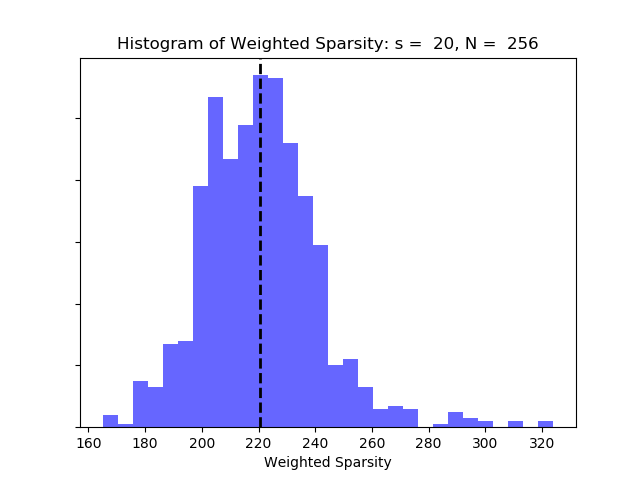 Histogram of Weighted Sparsity: s =  20, N =  256
160 180 200 220 240 260 280 300 320
Weighted Sparsity